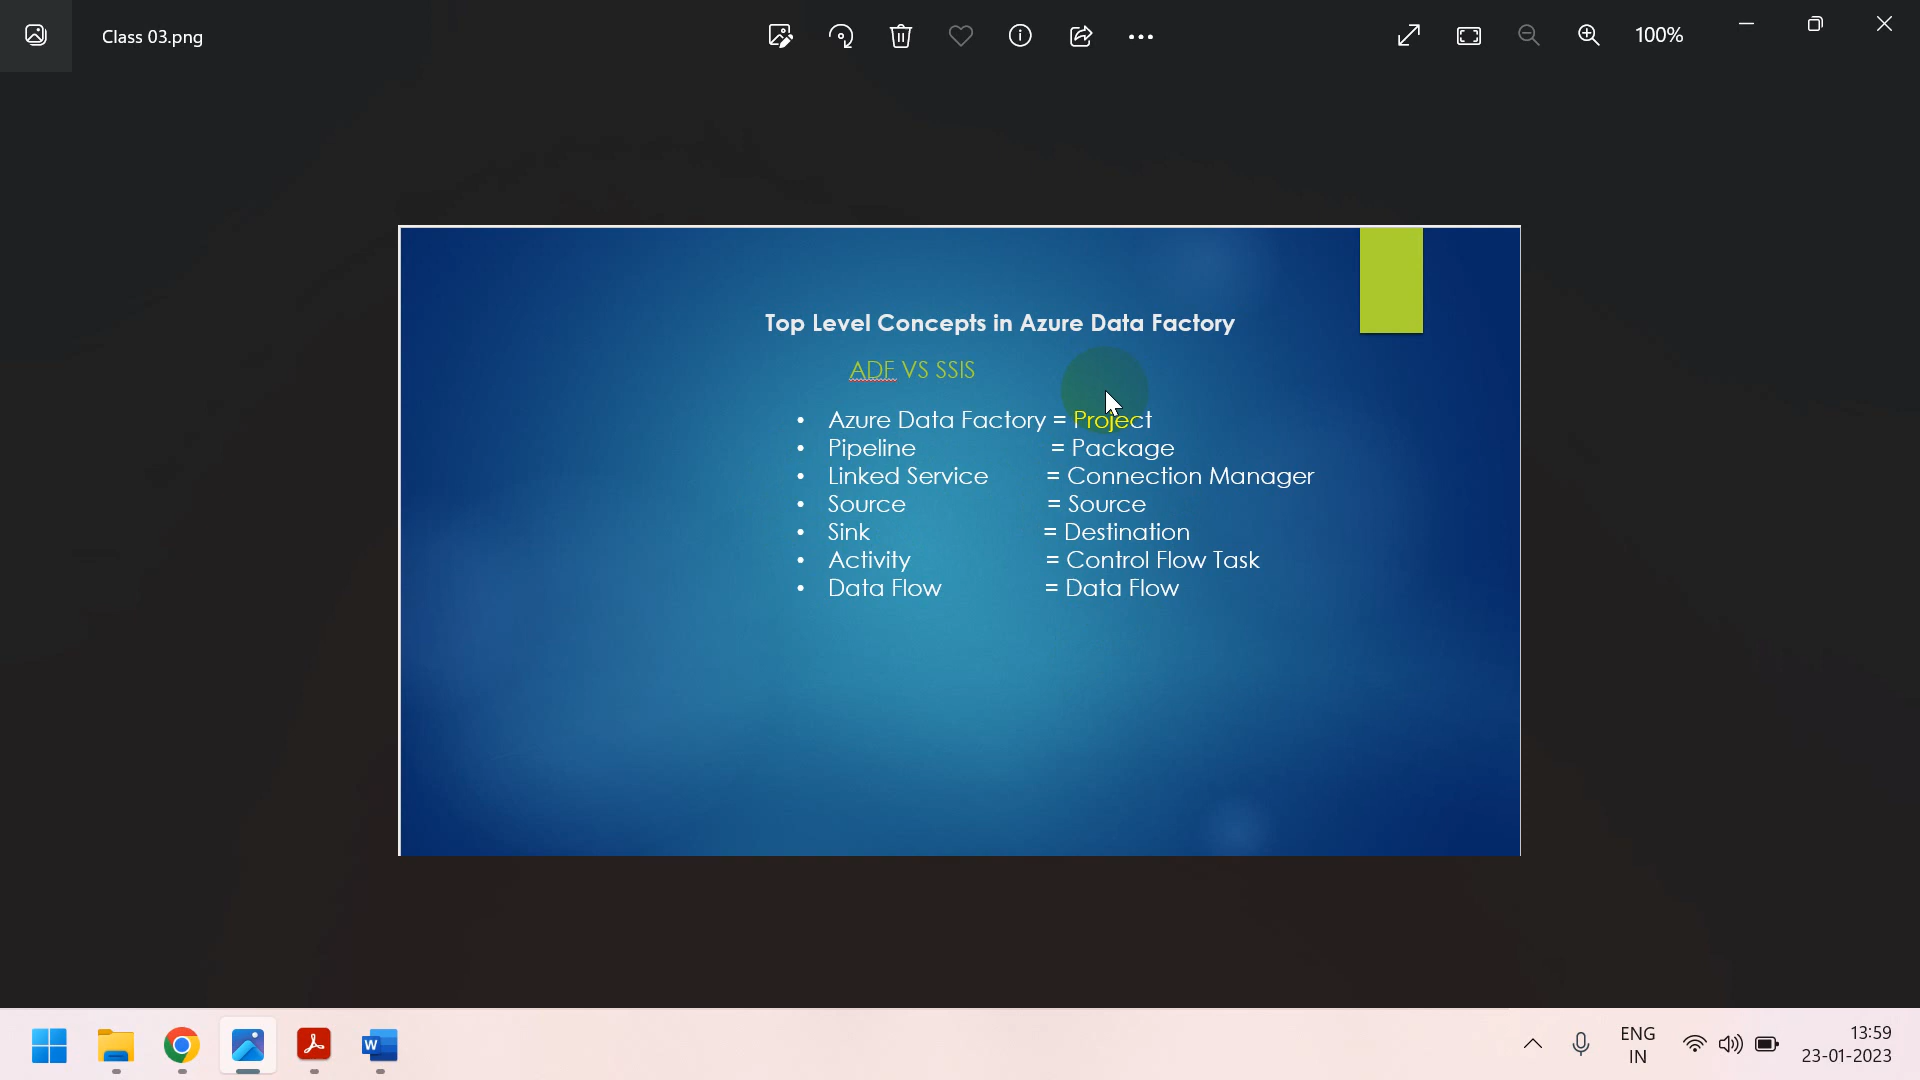 Class 03.png
100%
Top Level Concepts in Azure Data Factory
ADF VS SSIS
• Azure Data Factory = Project
• Pipeline = Package
• Linked Service = Connection Manager
• Source = Source
• Sink = Destination
• Activity = Control Flow Task
• Data Flow = Data Flow
W
ENG
IN
13:59
23-01-2023